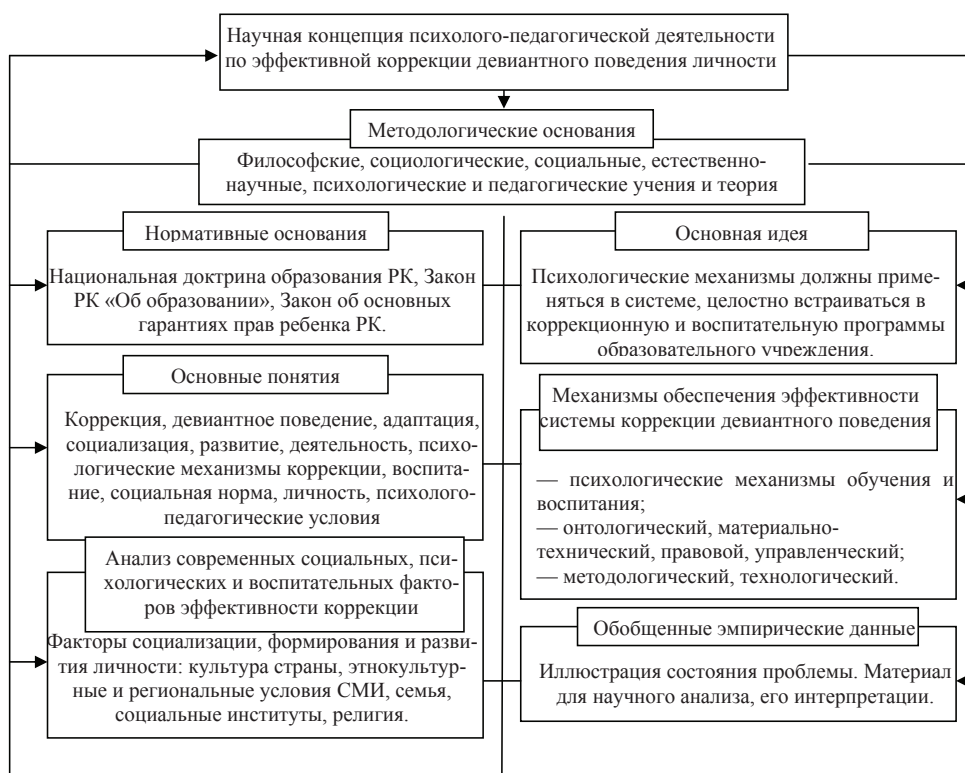 Научная концепция психолого-педагогической деятельности
по эффективной коррекции девиантного поведения личности
Методологические основания
Философские, социологические, социальные, естественно-
научные, психологические и педагогические учения и теория
Нормативные основания
Национальная доктрина образования РК, Закон
РК «Об образовании», Закон об основных
гарантиях прав ребенка РК.
Основная идея
Психологические механизмы должны приме-
няться в системе, целостно встраиваться в
коррекционную и воспитательную программы
образовательного учреждения.
Основные понятия
Коррекция, девиантное поведение, адаптация,
социализация, развитие, деятельность, психо-
логические механизмы коррекции, воспита-
ние, социальная норма, личность, психолого-
педагогические условия
Механизмы обеспечения эффективности
системы коррекции девиантного поведения
— психологические механизмы обучения и
воспитания;
— онтологический, материально-
технический, правовой, управленческий;
— методологический, технологический.
Анализ современных социальных, пси-
хологических и воспитательных факто-
ров эффективности коррекции
Факторы социализации, формирования и разви-
тия личности: культура страны, этнокультур-
ные и региональные условия СМИ, семья,
социальные институты, религия.
Обобщенные эмпирические данные
Иллюстрация состояния проблемы. Материал
для научного анализа, его интерпретации.